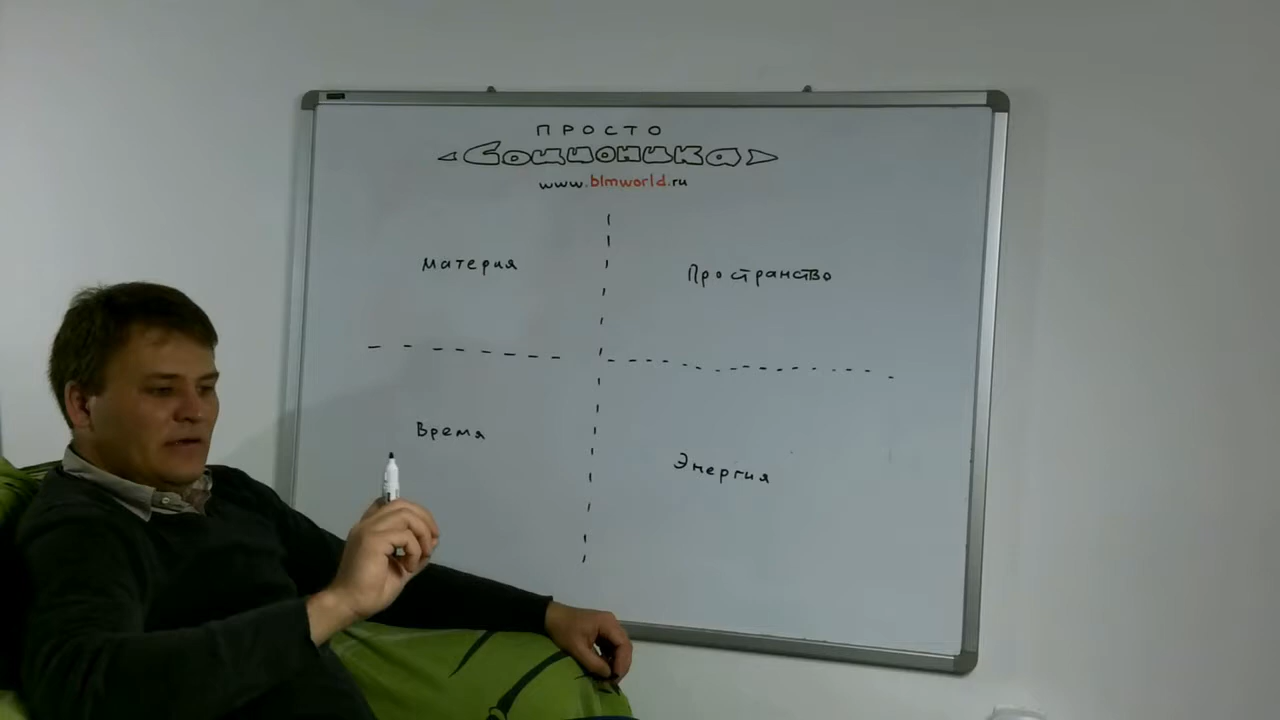 ПРОСТО
Соционика
www.blmworld.ru
Материя
Пространство
Время
Энергия